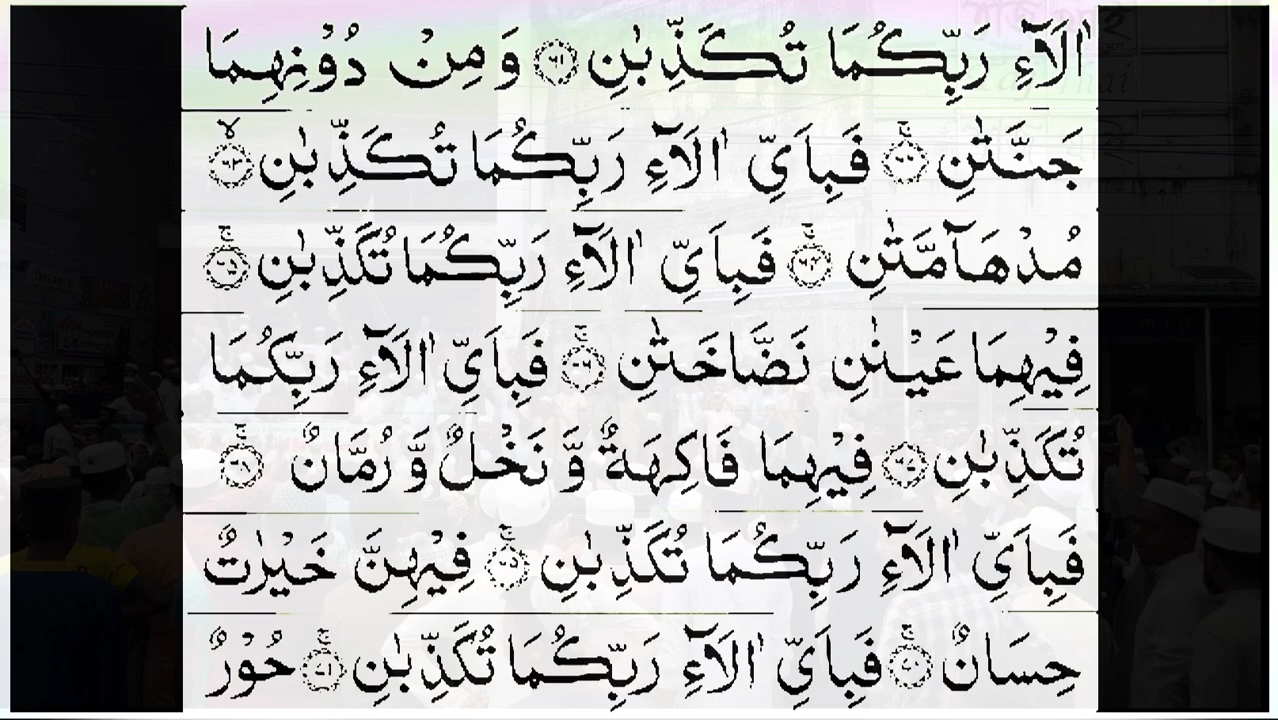 اٰلَآءِ رَبِّكُمَا تُكَذِّبٰنِ ﴿٦١﴾ وَ مِنْ دُوْنِهِمَا
جَنَّتٰنِ ﴿٦٢﴾ۚ فَبِاَىِّ اٰلَآءِ رَبِّكُمَا تُكَذِّبٰنِ ﴿٦٣﴾ۙ
مُدْهَآمَّتٰنِ ﴿٦٤﴾ۚ فَبِاَىِّ اٰلَآءِ رَبِّكُمَا تُكَذِّبٰنِ ﴿٦٥﴾ۚ
فِيْهِمَا عَيْنٰنِ نَضَّاخَتٰنِ ﴿٦٦﴾ۚ فَبِاَىِّ اٰلَآءِ رَبِّكُمَا
تُكَذِّبٰنِ ﴿٦٧﴾ فِيْهِمَا فَاكِهَةٌ وَّ نَخْلٌ وَّ رُمَّانٌ ﴿٦٨﴾ۚ
فَبِاَىِّ اٰلَآءِ رَبِّكُمَا تُكَذِّبٰنِ ﴿٦٩﴾ۚ فِيْهِنَّ خَيْرٰتٌ
حِسَانٌ ﴿٧٠﴾ۚ فَبِاَىِّ اٰلَآءِ رَبِّكُمَا تُكَذِّبٰنِ ﴿٧١﴾ۚ حُوْرٌ